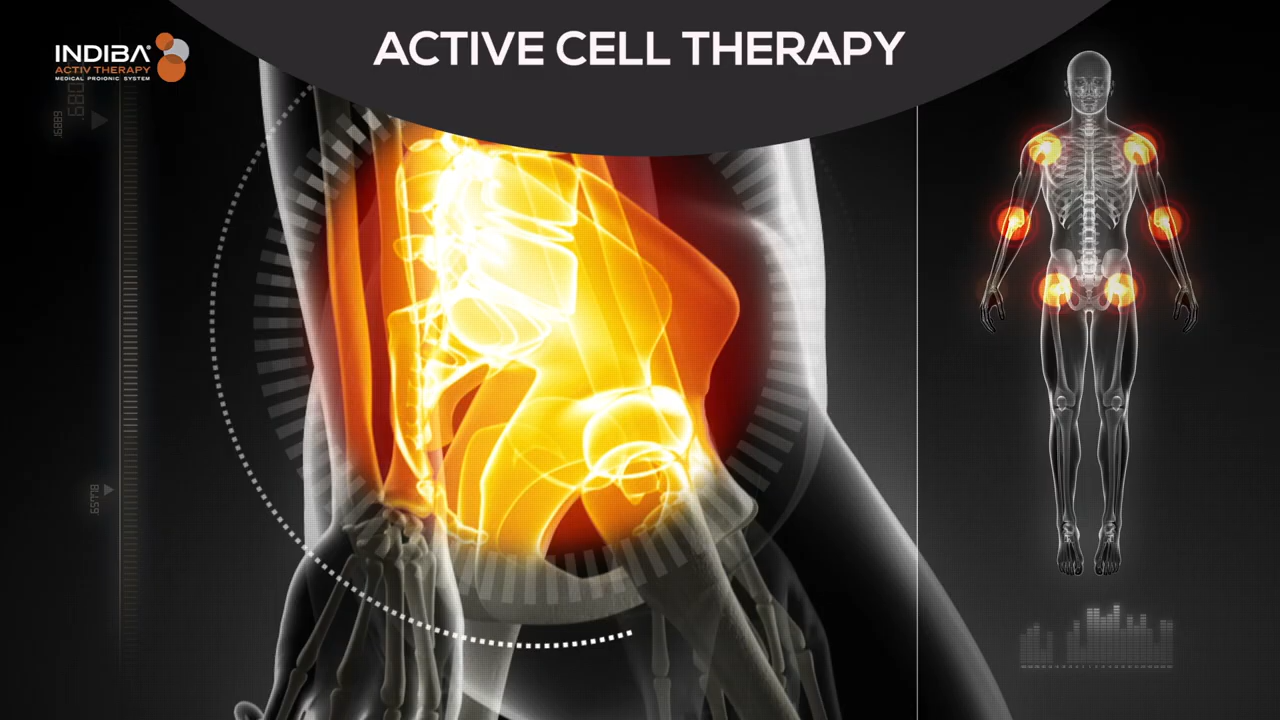 ACTIVE CELL THERAPY
INDIBA®
ACTIV THERAPY
MEDICAL PROIONIC SYSTEM